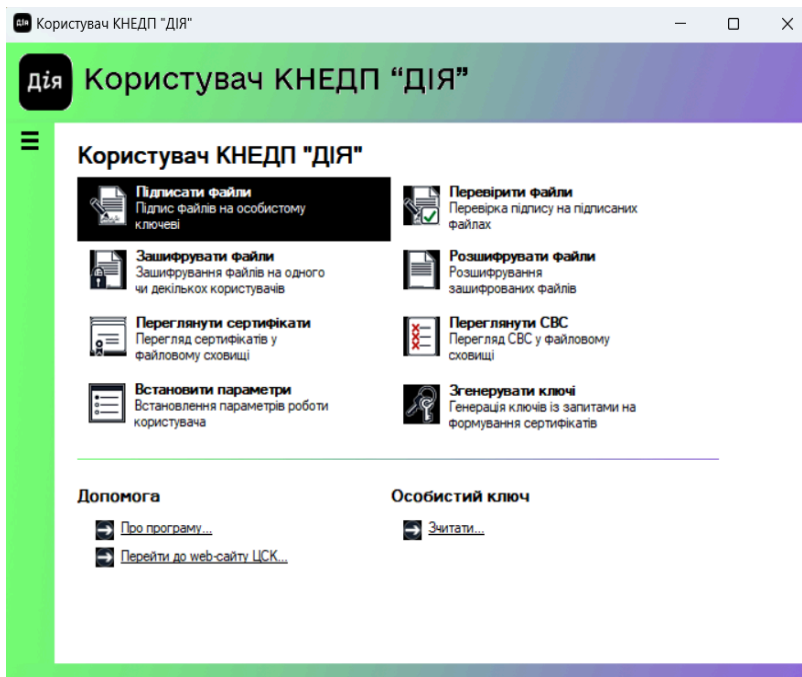 Дія Користувач КНЕДП "ДІЯ"
Дія Користувач КНЕДП “ДІЯ”
Користувач КНЕДП "ДІЯ"
Підписати файли
Підпис файлів на особистому
ключеві
Перевірити файли
Перевірка підпису на підписаних
файлах
Зашифрувати файли
Зашифрування файлів на одного
чи декількох користувачів
Розшифрувати файли
Розшифрування
зашифрованих файлів
Переглянути сертифікати
Перегляд сертифікатів у
файловому сховищі
Переглянути СВС
Перегляд СВС у файловому
сховищі
Встановити параметри
Встановлення параметрів роботи
користувача
Згенерувати ключі
Генерація ключів із запитами на
формування сертифікатів
Допомога
Про програму...
Перейти до web-сайту ЦСК...
Особистий ключ
Зчитати...